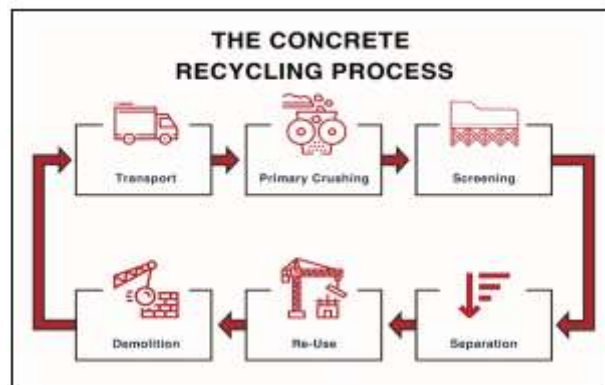 THE CONCRETE
RECYCLING PROCESS
Transport
Primary Crushing
Screening
Demolition
Re-Use
Separation